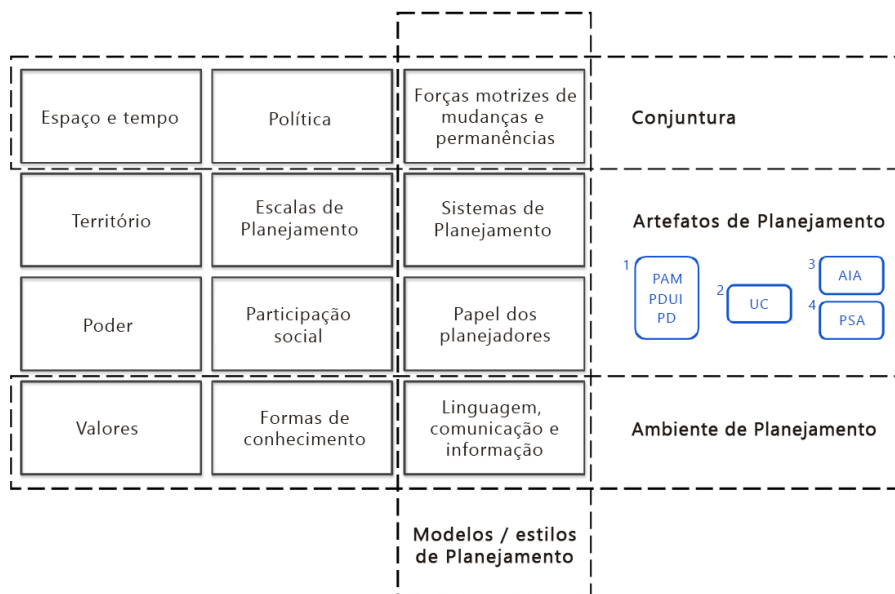 Espaço e tempo
Política
Forças motrizes de
mudanças e
permanências
Conjuntura
Território
Escalas de
Planejamento
Sistemas de
Planejamento
Artefatos de Planejamento
1
PAM
PDUI
PD
2
UC
3
AIA
4
PSA
Poder
Participação
social
Papel dos
planejadores
Valores
Formas de
conhecimento
Linguagem,
comunicação e
informação
Ambiente de Planejamento
Modelos / estilos
de Planejamento